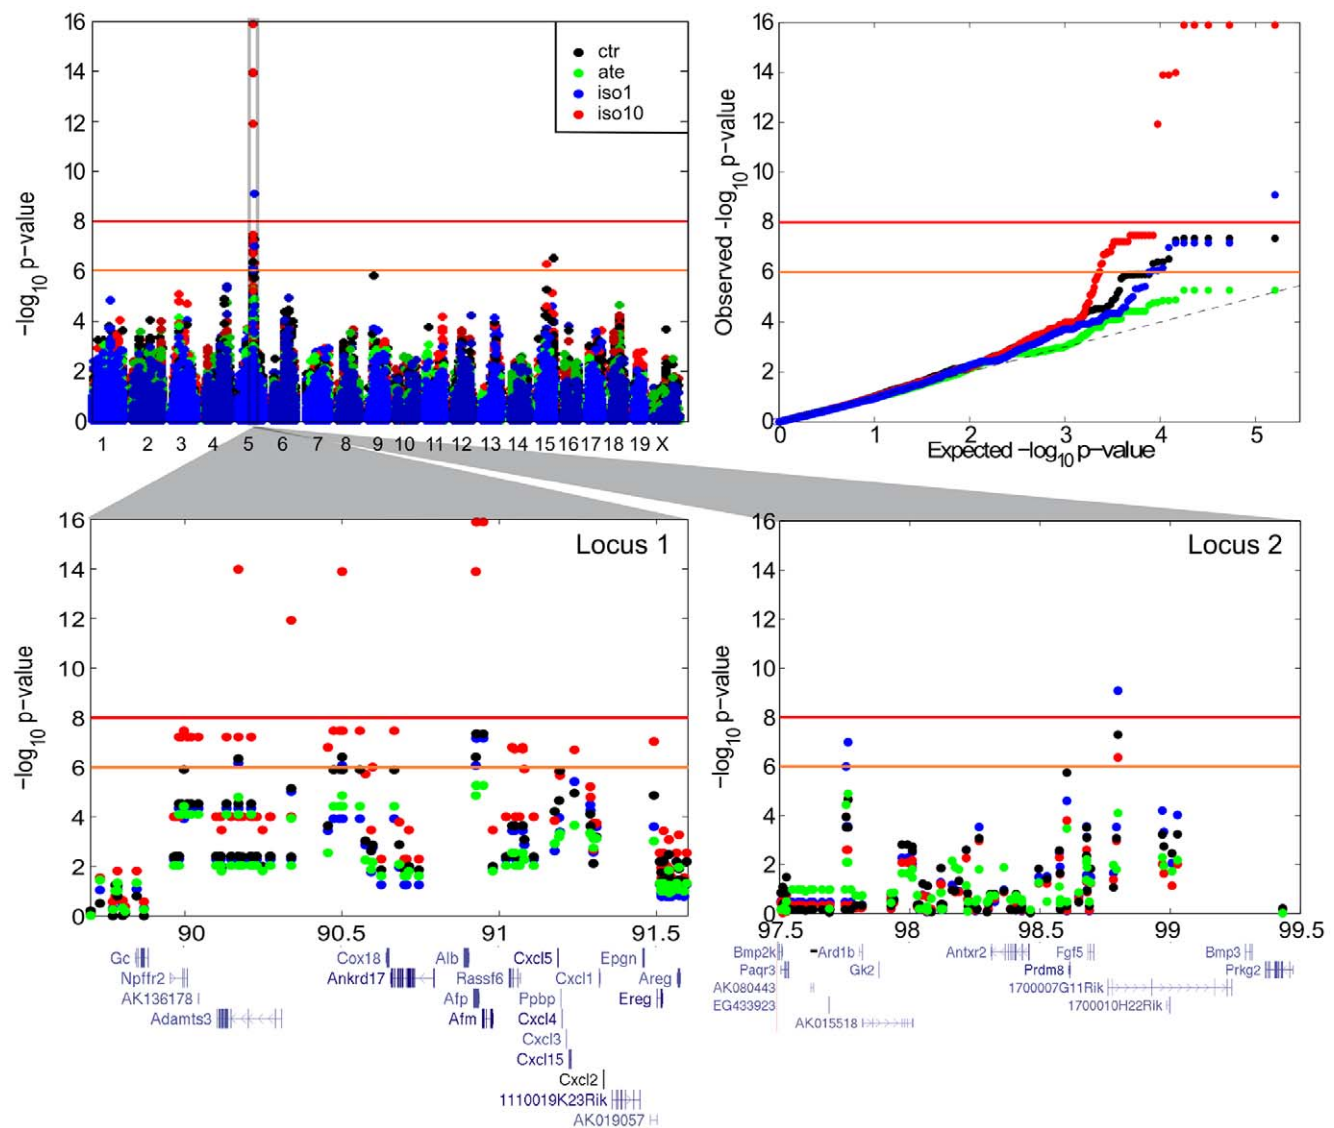 16
14
12
10
8
6
4
2
0
−log10 p−value
ctr
ate
iso1
iso10
1 2 3 4 5 6 7 8 9 10 11 12 13 14 15 16 17 18 19 X
16
14
12
10
8
6
4
2
0
Observed -log10 p−value
0 1 2 3 4 5
Expected −log10 p−value
Locus 1
16
14
12
10
8
6
4
2
0
−log10 p−value
90 90.5 91 91.5
Gc Cox18 Alb Cxcl5 Epgn
Npffr2 Ankrd17 Rassf6 Cxcl1 Areg
AK136178 Afp Ppbp Ereg
Adamts3 Afm Cxcl4
Cxcl3
Cxcl15
Cxcl2
1110019K23Rik
AK019057
Locus 2
16
14
12
10
8
6
4
2
0
−log10 p−value
97.5 98 98.5 99 99.5
Bmp2k Ard1b Antxr2 Fgf5 Bmp3
Paqr3 Gk2 Prdm8 Prkg2
AK080443 1700007G11Rik
EG433923 1700010H22Rik
AK015518